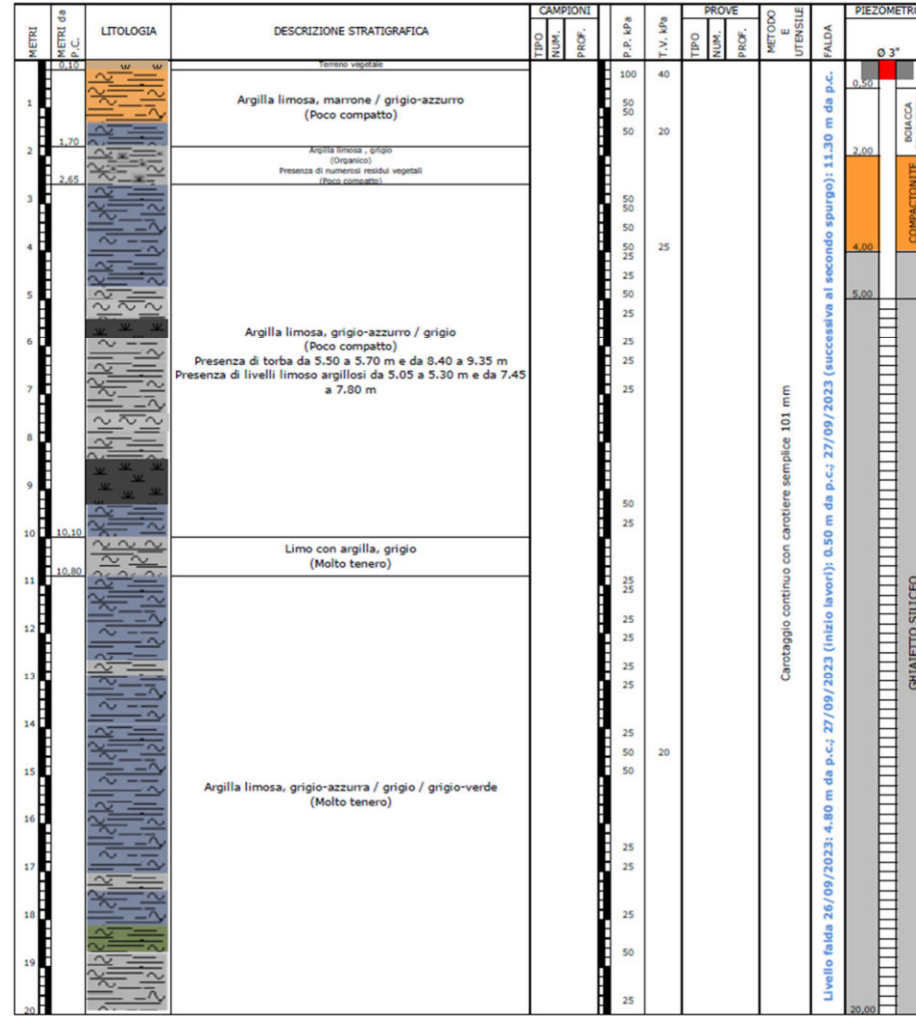 METRI
METRI da P.C.
LITOLOGIA
DESCRIZIONE STRATIGRAFICA
CAMPIONI
TIPO
NUM.
PROF.
P.P. kPa
T.V. kPa
PROVE
TIPO
NUM.
PROF.
METODO
E
UTENSILE
FALDA
PIEZOMETRO
Ø 3"
0,10
Terreno vegetale
100 40
0,50
1
Argilla limosa, marrone / grigio-azzurro
(Poco compatto)
50
50
50 20
BOIACCA
1,70
2
Argilla limosa , grigio
(Organico)
Presenza di numerosi residui vegetali
(Poco compatto)
2,00
2,65
3
50
50
50
COMPACTONITE
4
50 25
25
4,00
25
5
50
5,00
25
Argilla limosa, grigio-azzurro / grigio
(Poco compatto)
Presenza di torba da 5.50 a 5.70 m e da 8.40 a 9.35 m
Presenza di livelli limoso argillosi da 5.05 a 5.30 m e da 7.45
a 7.80 m
6
25
25
7
25
8
9
50
25
10
10,10
Limo con argilla, grigio
(Molto tenero)
10,80
11
25
25
25
12
25
25
13
25
14
25
50 20
15
50
Argilla limosa, grigio-azzurra / grigio / grigio-verde
(Molto tenero)
16
25
17
25
18
25
50
19
25
20
20,00
Carotaggio continuo con carotiere semplice 101 mm
Livello falda 26/09/2023: 4.80 m da p.c.; 27/09/2023 (inizio lavori): 0.50 m da p.c.; 27/09/2023 (successiva al secondo spurgo): 11.30 m da p.c.
GHIAIETTO SILICEO